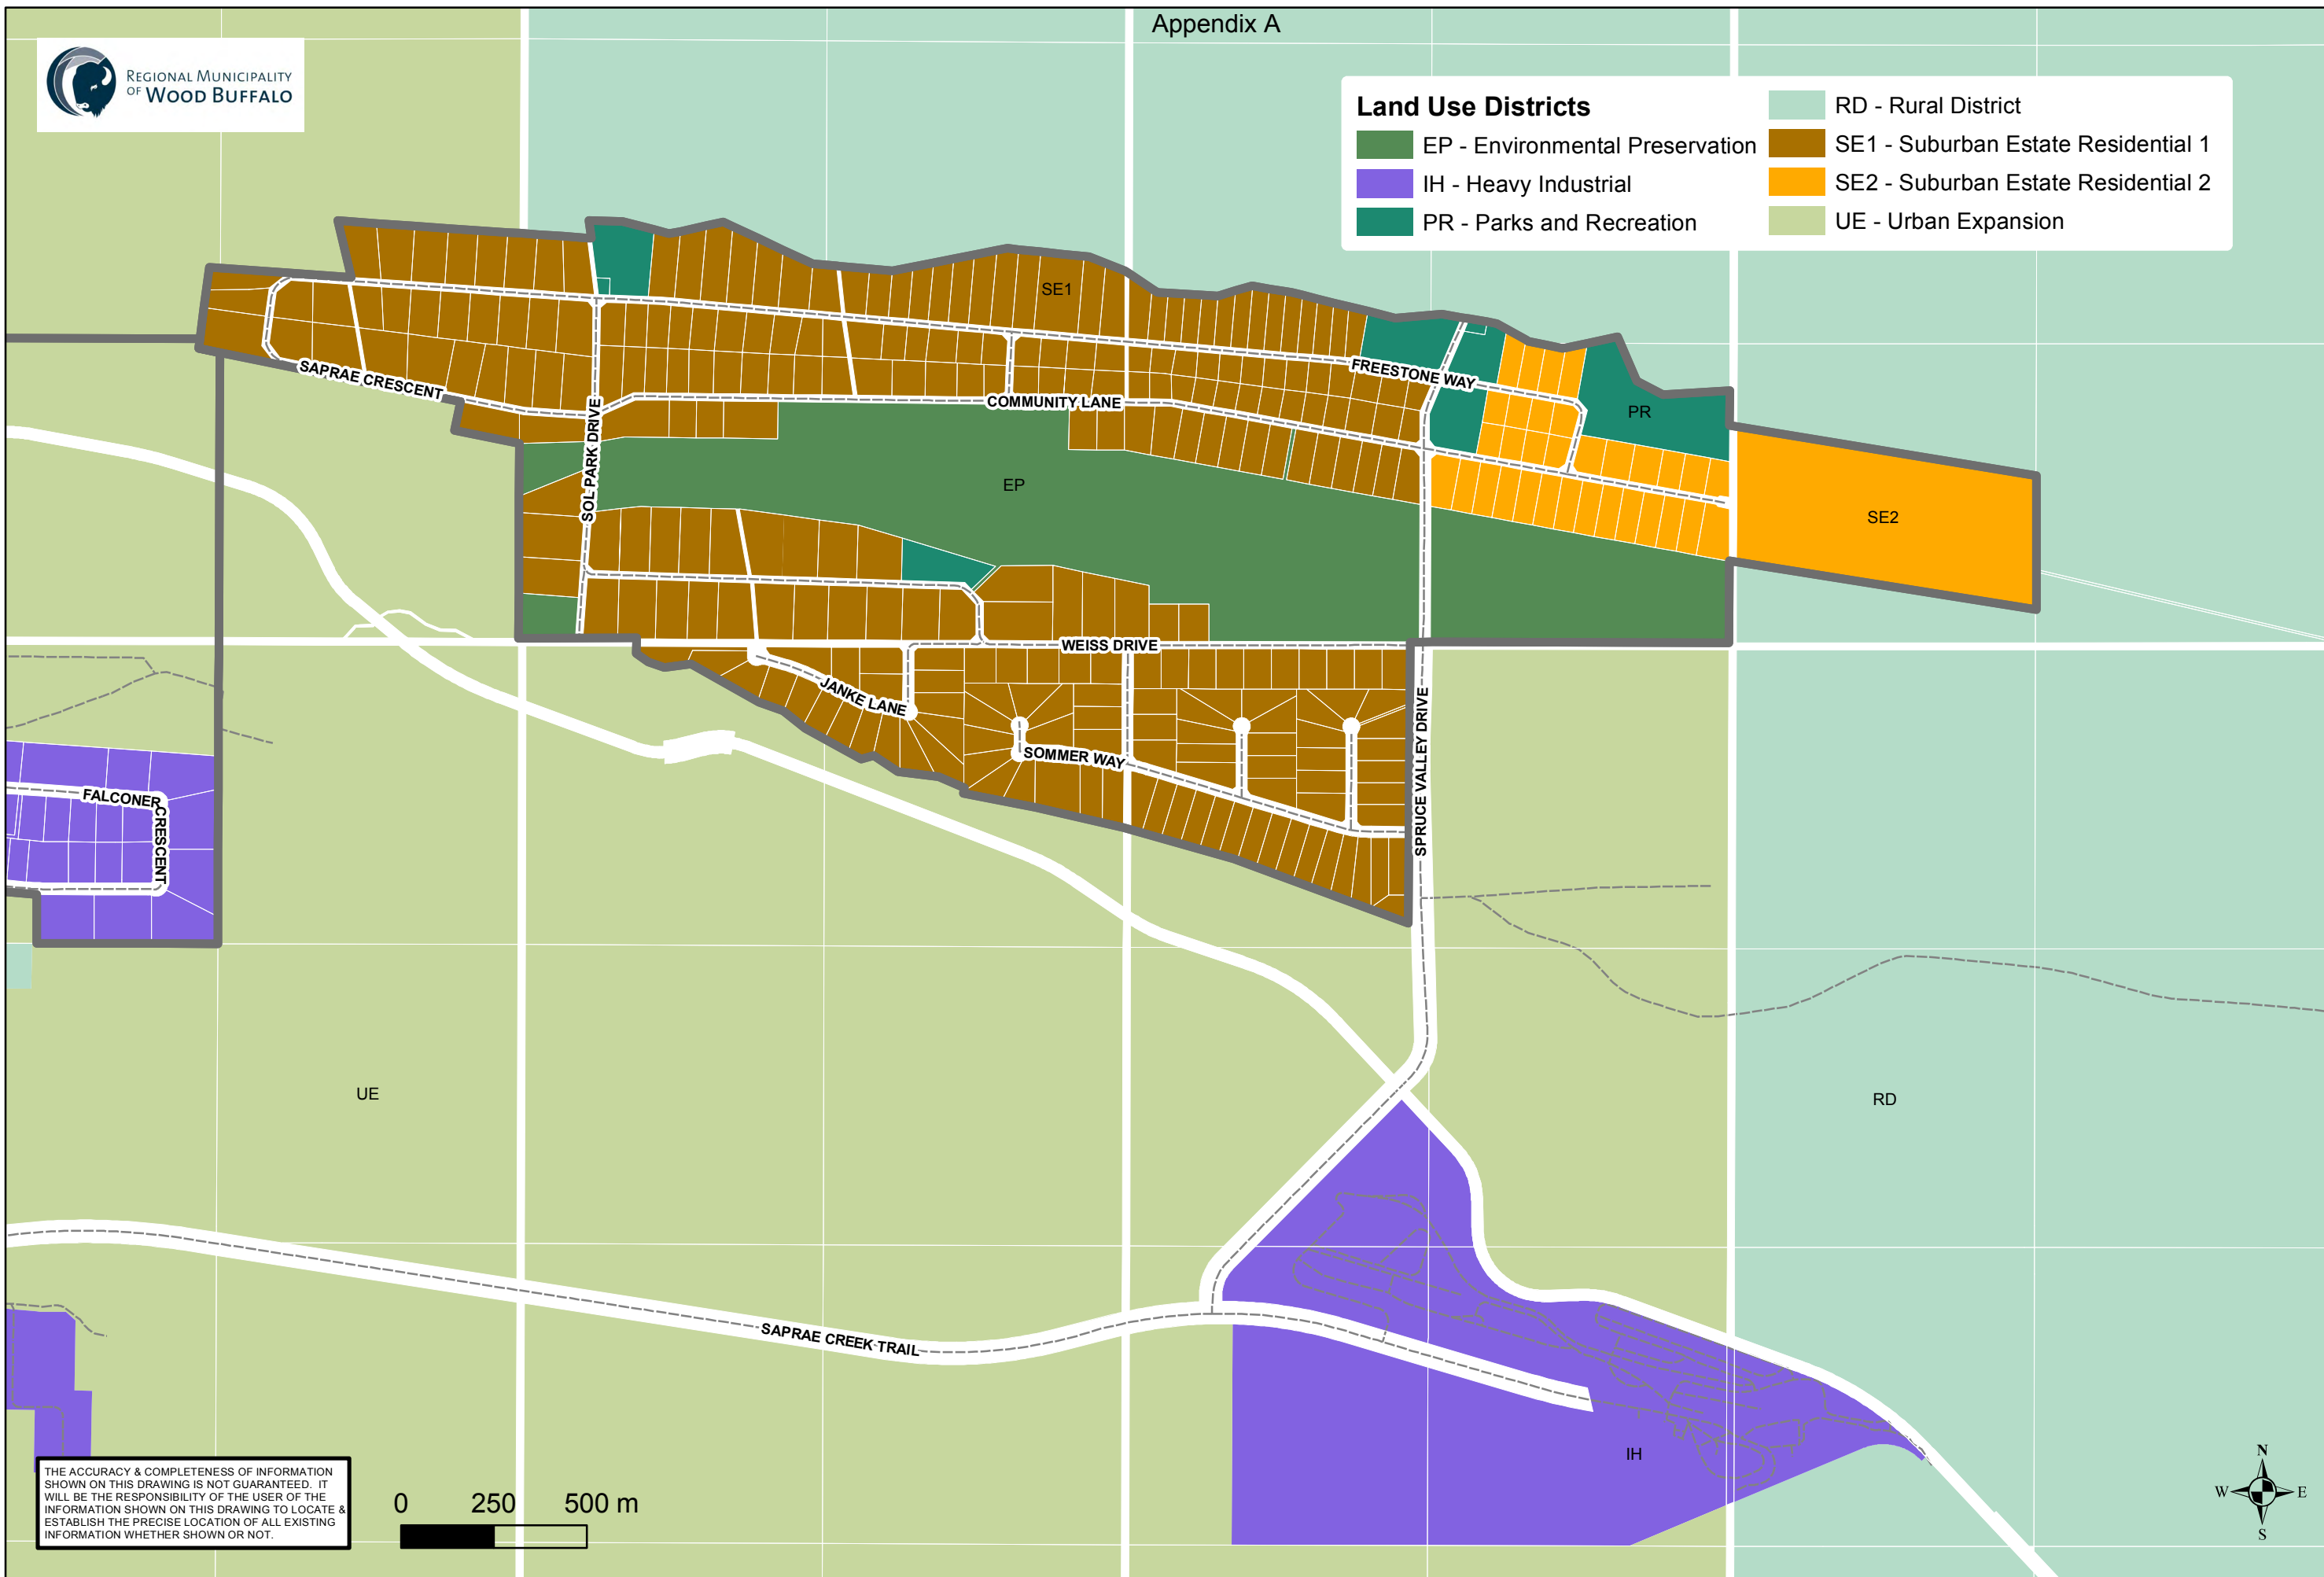 Appendix A
REGIONAL MUNICIPALITY
OF WOOD BUFFALO
Land Use Districts
EP - Environmental Preservation
IH - Heavy Industrial
PR - Parks and Recreation
RD - Rural District
SE1 - Suburban Estate Residential 1
SE2 - Suburban Estate Residential 2
UE - Urban Expansion
SE1
SAPRAE CRESCENT
FREESTONE WAY
COMMUNITY LANE
PR
SOL PARK DRIVE
EP
SE2
WEISS DRIVE
JANKE LANE
SOMMER WAY
SPRUCE VALLEY DRIVE
FALCONER
CRESCENT
UE
RD
SAPRAE CREEK TRAIL
IH
THE ACCURACY & COMPLETENESS OF INFORMATION
SHOWN ON THIS DRAWING IS NOT GUARANTEED. IT
WILL BE THE RESPONSIBILITY OF THE USER OF THE
INFORMATION SHOWN ON THIS DRAWING TO LOCATE &
ESTABLISH THE PRECISE LOCATION OF ALL EXISTING
INFORMATION WHETHER SHOWN OR NOT.
0 250 500 m
N
W E
S